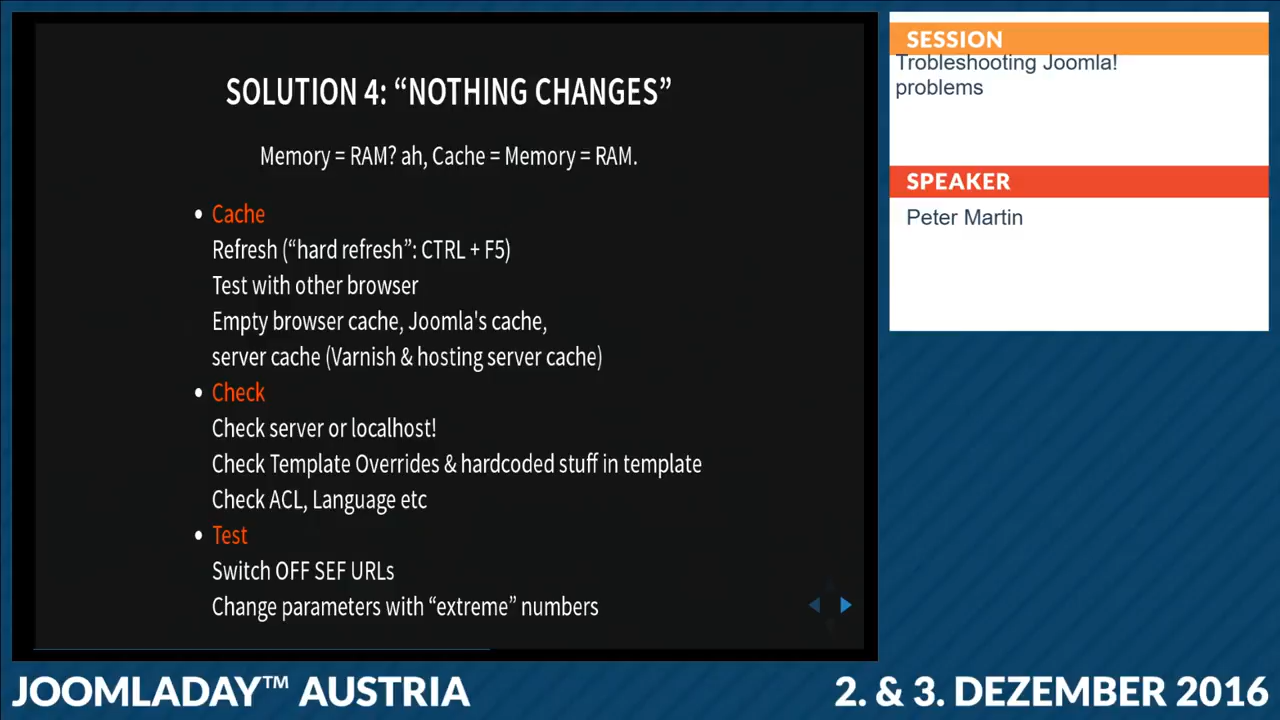 SOLUTION 4: “NOTHING CHANGES”
Memory = RAM? ah, Cache = Memory = RAM.
• Cache
Refresh (“hard refresh”: CTRL + F5)
Test with other browser
Empty browser cache, Joomla's cache,
server cache (Varnish & hosting server cache)
• Check
Check server or localhost!
Check Template Overrides & hardcoded stuff in template
Check ACL, Language etc
• Test
Switch OFF SEF URLs
Change parameters with “extreme” numbers
SESSION
Trobleshooting Joomla!
problems
SPEAKER
Peter Martin
JOOMLADAY™ AUSTRIA
2. & 3. DEZEMBER 2016